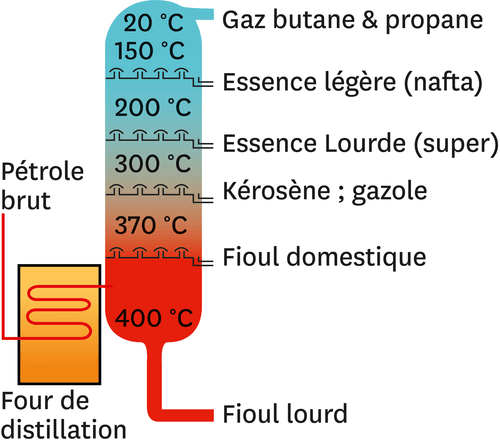 20 °C
Gaz butane & propane
150 °C
Essence légère (nafta)
200 °C
Essence Lourde (super)
300 °C
Kérosène ; gazole
370 °C
Fioul domestique
400 °C
Fioul lourd
Pétrole
brut
Four de
distillation